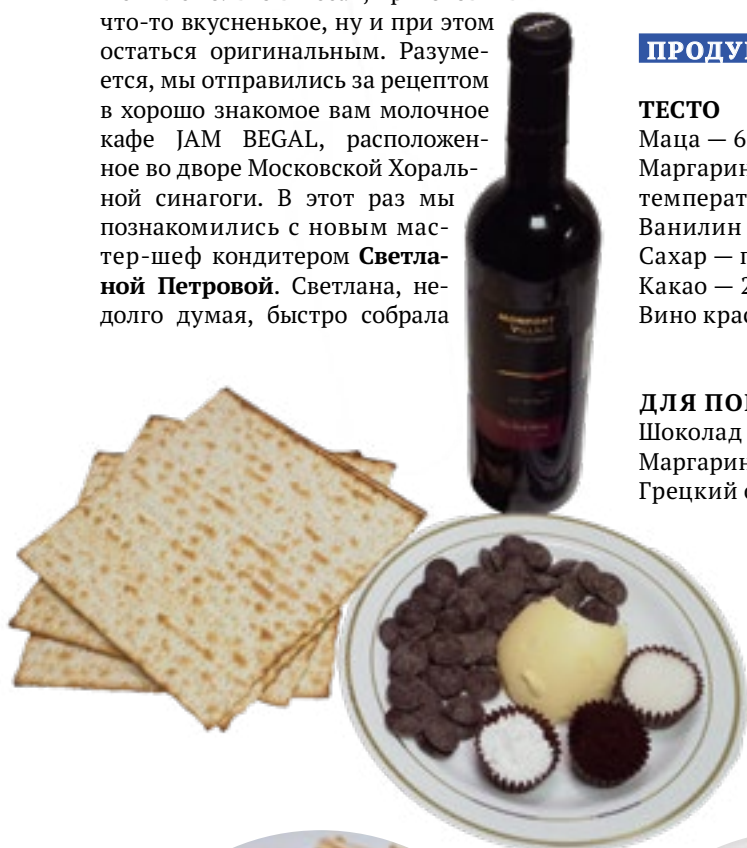 что-то вкусненькое, ну и при этом
остаться оригинальным. Разуме-
ется, мы отправились за рецептом
в хорошо знакомое вам молочное
кафе JAM BEGAL, расположен-
ное во дворе Московской Хораль-
ной синагоги. В этот раз мы
познакомились с новым мас-
тер-шеф кондитером Светла-
ной Петровой. Светлана, не-
долго думая, быстро собрала
ТЕСТО
Маца — 6
Маргарин
температ
Ванилин
Сахар —
Какао — 2
Вино крас
Шоколад
Маргарин
Грецкий